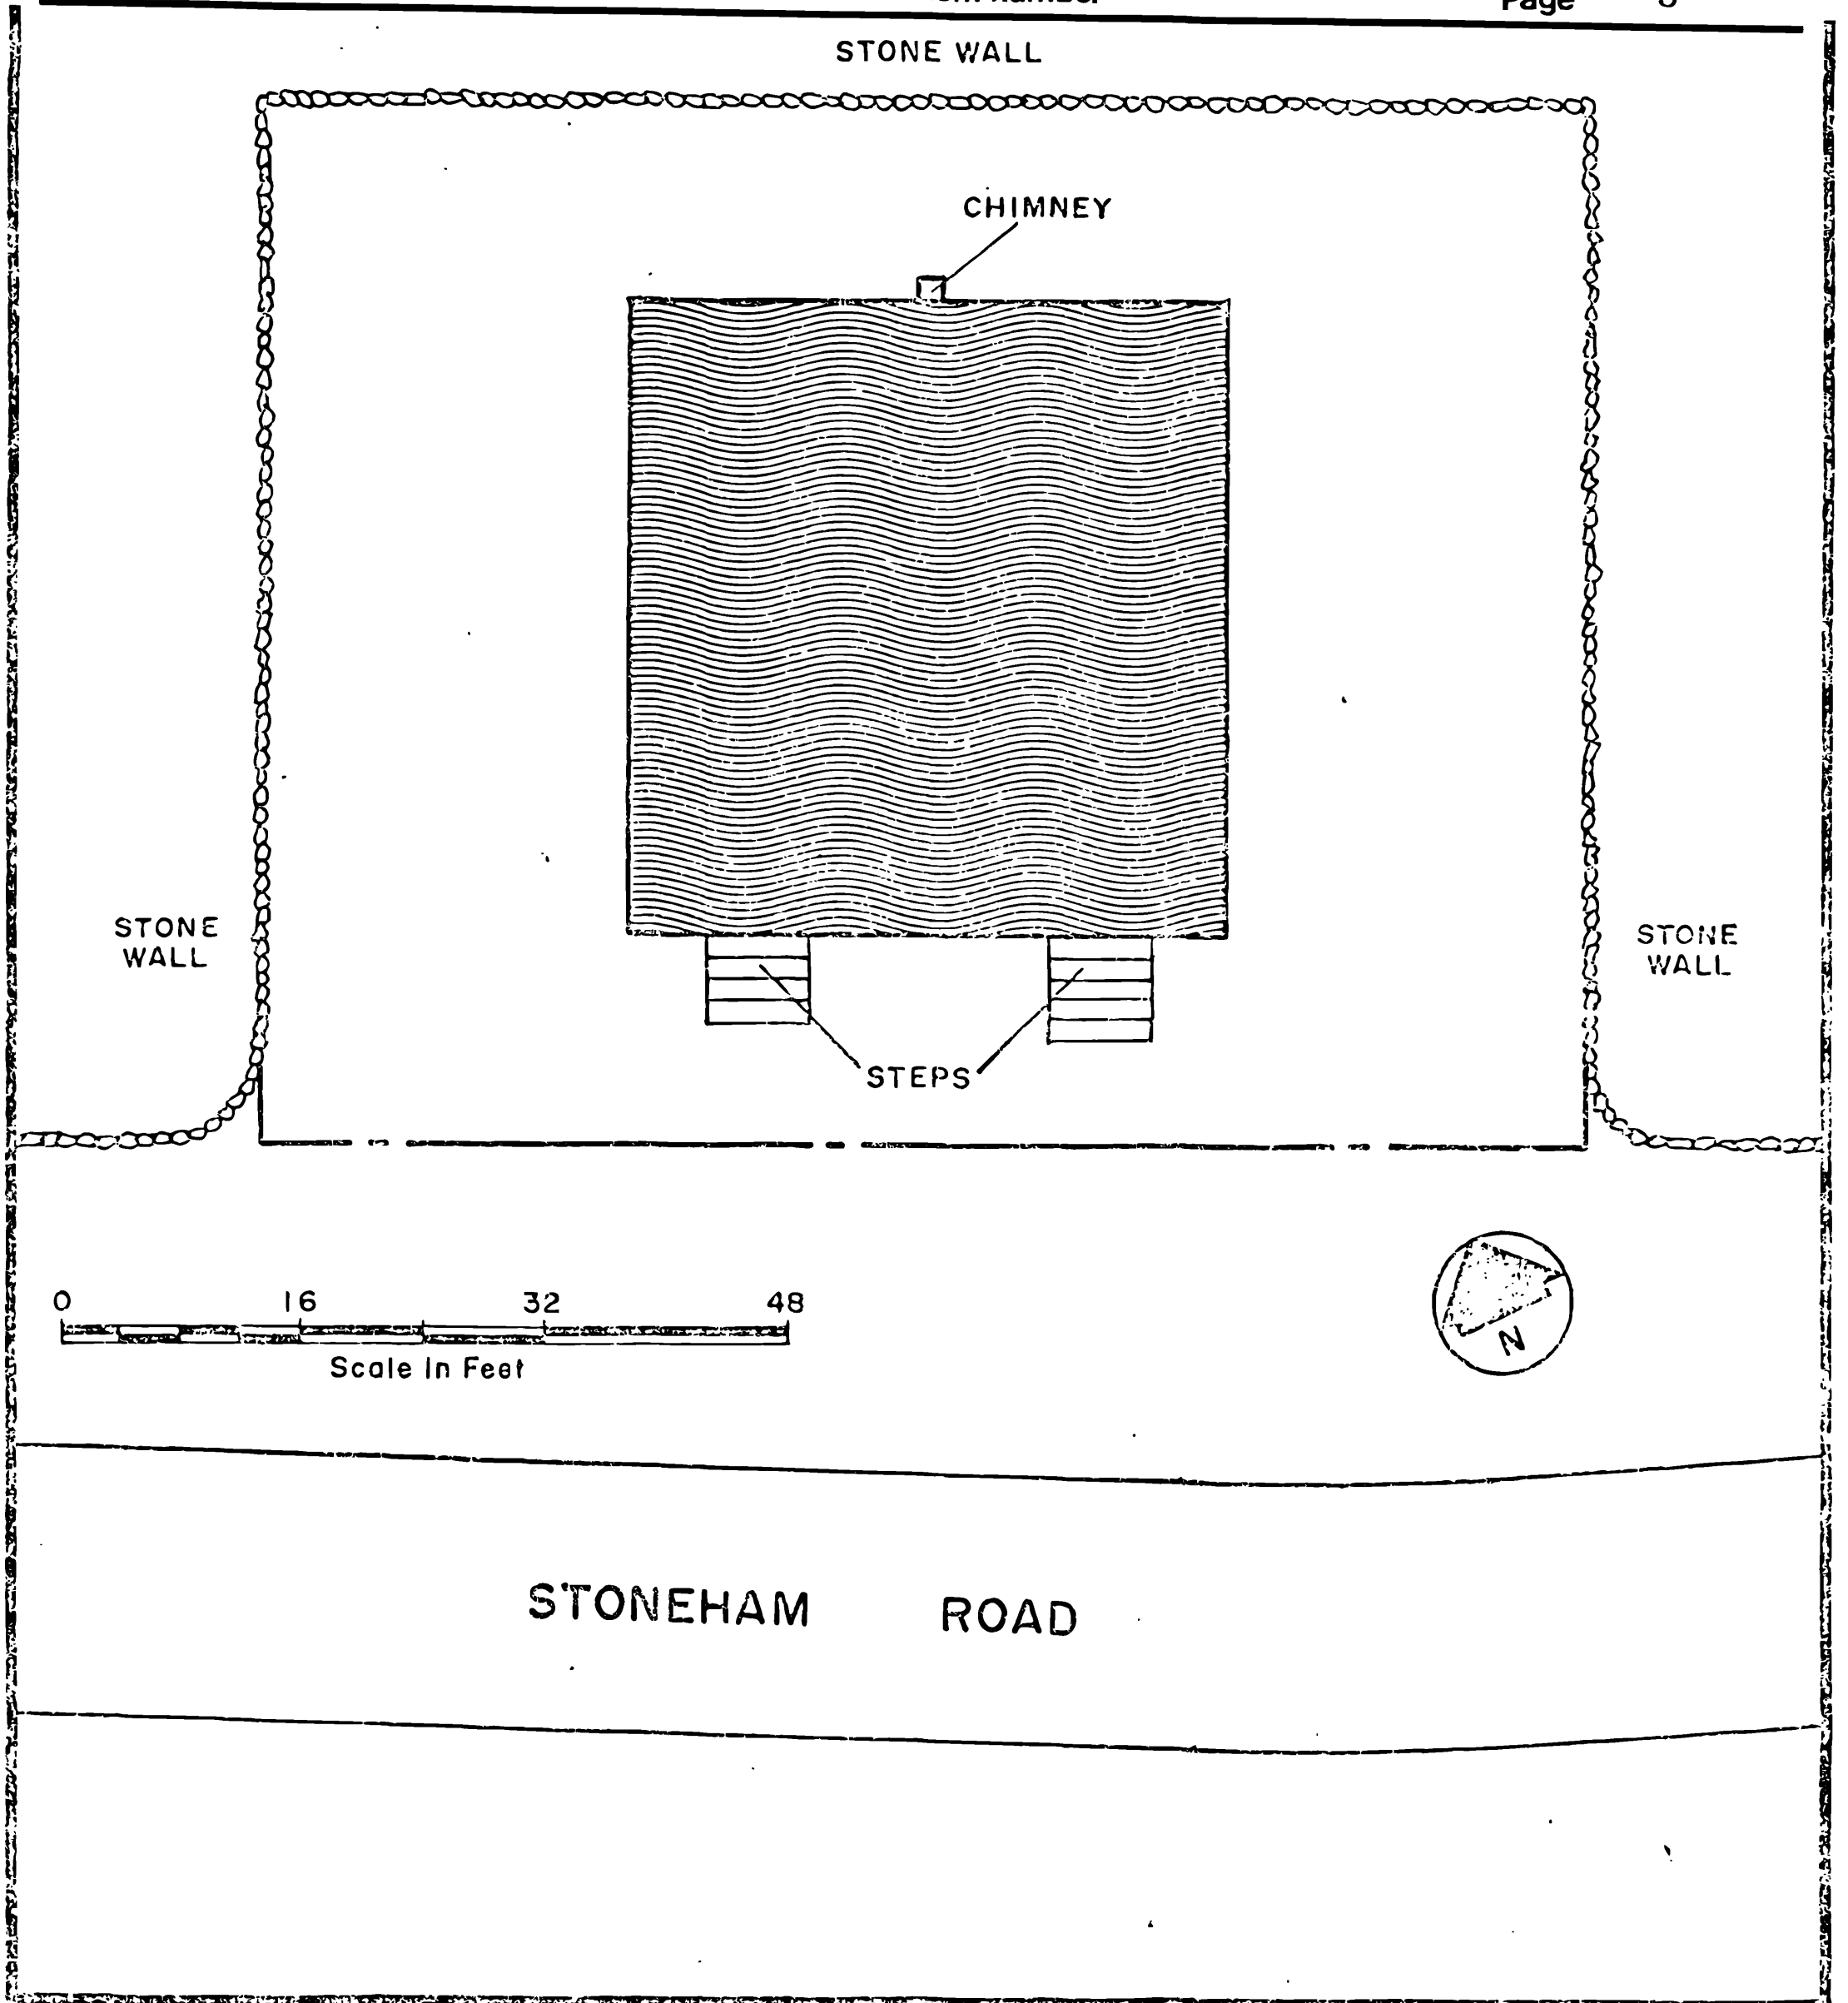 Page
STONE WALL
CHIMNEY
STONE
WALL
STONE
WALL
STEPS
0 16 32 48
Scale In Feet
N
STONEHAM ROAD